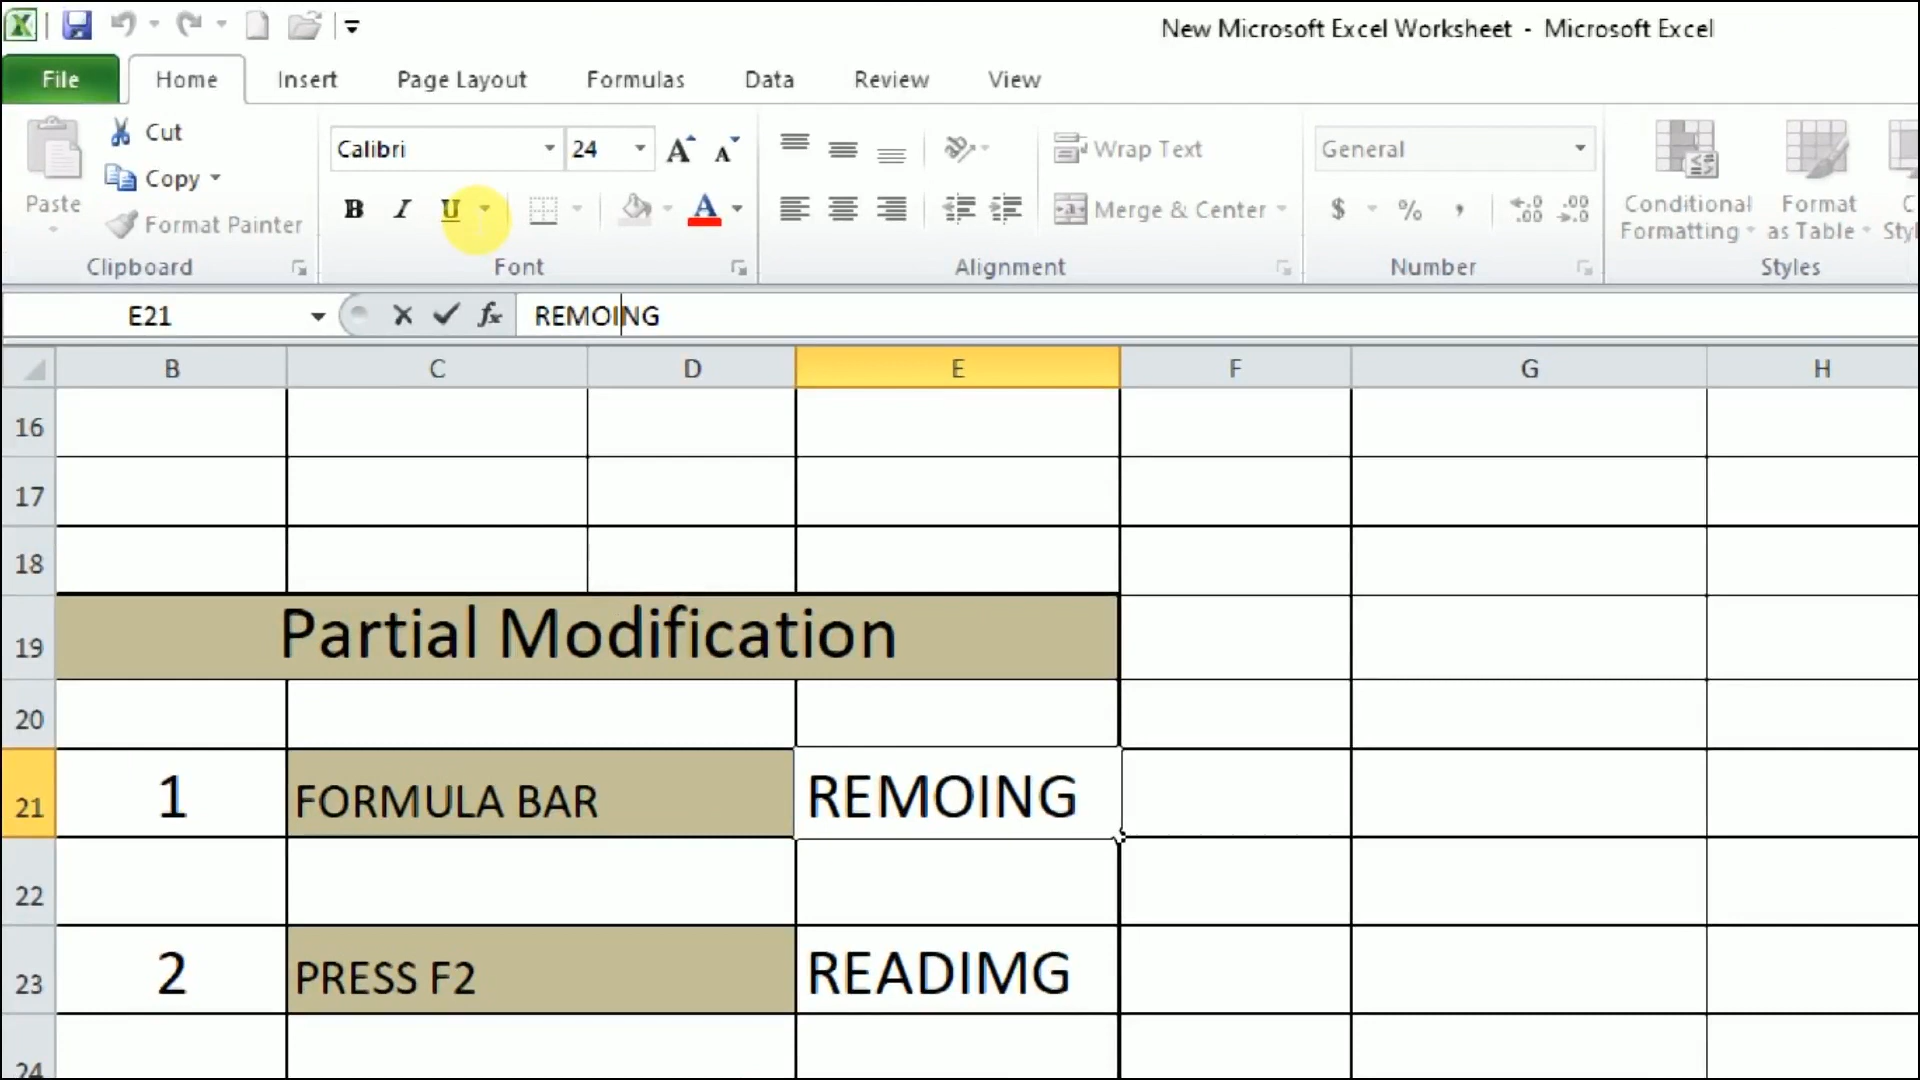 New Microsoft Excel Worksheet - Microsoft Excel
File Home Insert Page Layout Formulas Data Review View
Paste
Cut
Copy
Format Painter
Clipboard
Calibri 24 A A
B I U A
Font
Wrap Text
Merge & Center
Alignment
General
$ % , .00 .00
Number
Conditional Formatting
Format as Table
Styles
E21 fx REMOING
B C D E F G H
16
17
18
19 Partial Modification
20
21 1 FORMULA BAR REMOING
22
23 2 PRESS F2 READIMG
24